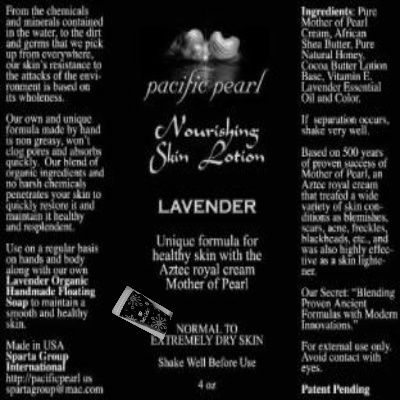 From the chemicals
and minerals contained
in the water, to the dirt
and germs that we pick
up from everywhere,
our skin's resistance to
the attacks of the envi-
ronment is based on
its wholeness.
Our own and unique
formula made by hand
is non greasy, won't
clog pores and absorbs
quickly. Our blend of
organic ingredients and
no harsh chemicals
penetrates your skin to
quickly restore it and
maintain it healthy
and resplendent.
Use on a regular basis
on hands and body
along with our own
Lavender Organic
Handmade Floating
Soap to maintain a
smooth and healthy
skin.
Made in USA
Sparta Group
International
http://pacificpearl us
spartagroup@mac.com
pacific pearl
Nourishing
Skin Lotion
LAVENDER
Unique formula for
healthy skin with the
Aztec royal cream
Mother of Pearl
NORMAL TO
EXTREMELY DRY SKIN
Shake Well Before Use
4 oz
Ingredients: Pure
Mother of Pearl
Cream, African
Shea Butter, Pure
Natural Honey,
Cocoa Butter Lotion
Base, Vitamin E,
Lavender Essential
Oil and Color.
If separation occurs,
shake very well.
Based on 500 years
of proven success of
Mother of Pearl, an
Aztec royal cream
that treated a wide
variety of skin con-
ditions as blemishes,
scars, acne, freckles,
blackheads, etc., and
was also highly effec-
tive as a skin lighte-
ner.
Our Secret: "Blending
Proven Ancient
Formulas with Modern
Innovations."
For external use only.
Avoid contact with
eyes.
Patent Pending